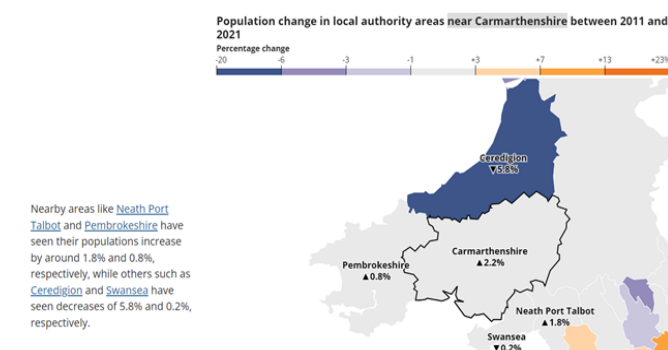 Population change in local authority areas near Carmarthenshire between 2011 and
2021
Percentage change
-20 -6 -3 -1 +3 +7 +13 +23%
Ceredigion
▼5.8%
Nearby areas like Neath Port
Talbot and Pembrokeshire have
seen their populations increase
by around 1.8% and 0.8%,
respectively, while others such as
Ceredigion and Swansea have
seen decreases of 5.8% and 0.2%,
respectively.
Carmarthenshire
▲2.2%
Pembrokeshire
▲0.8%
Neath Port Talbot
▲1.8%
Swansea
▼0.2%